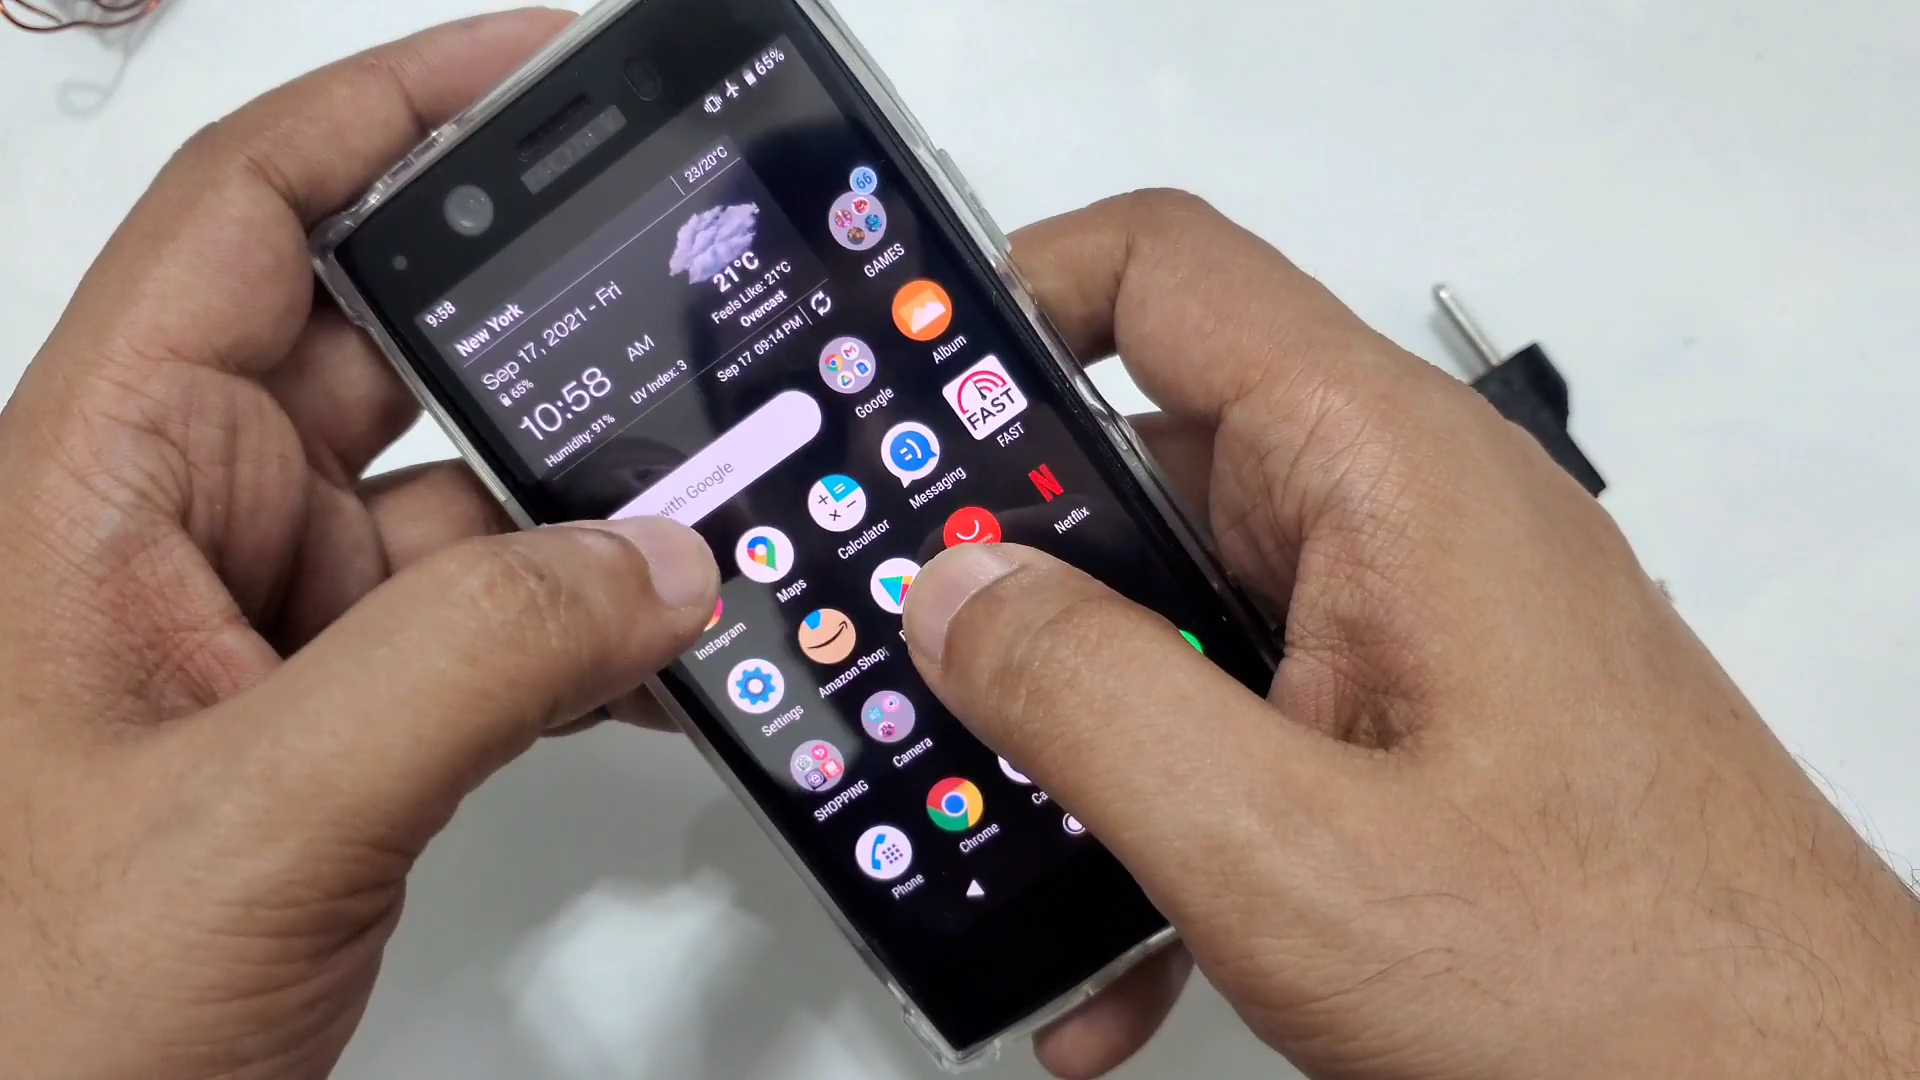 65%
9:58
New York
23/20°C
Sep 17, 2021 - Fri
65%
10:58 AM
21°C
Feels Like: 21°C
Overcast
Humidity: 91%
UV Index: 3
Sep 17 09:14 PM
66
GAMES
with Google
Google
Album
Instagram
Maps
Calculator
Messaging
FAST
FAST
Settings
Amazon Shop
N
Netflix
SHOPPING
Camera
Phone
Chrome
Ca